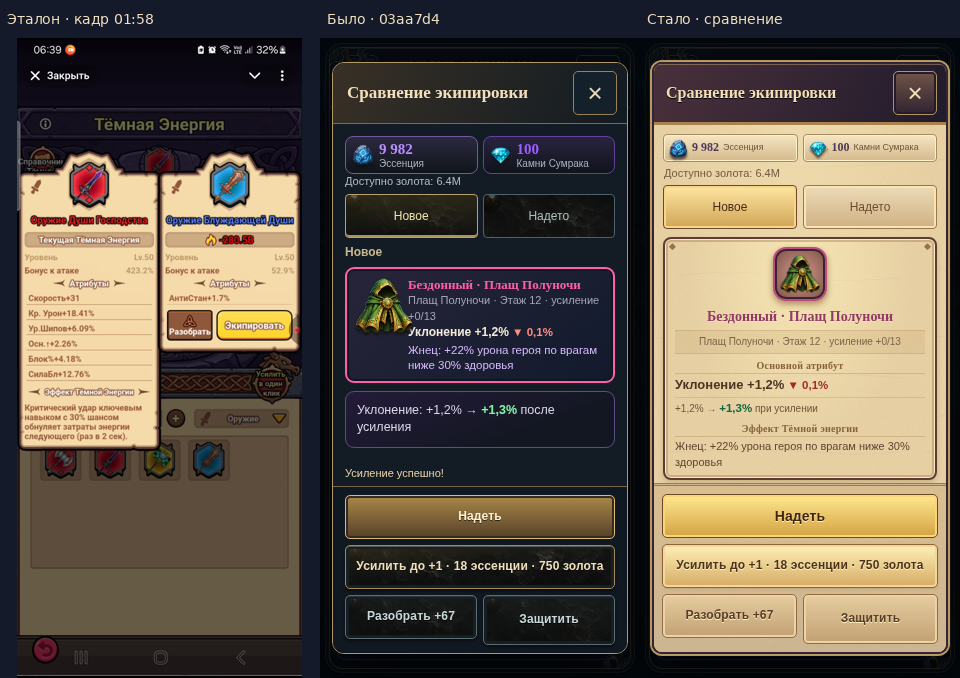 Эталон · кадр 01:58
06:39
32%
Закрыть
Тёмная Энергия
Оружие Души Господства
Текущая Тёмная Энергия
Уровень Lv.50
Бонус к атаке 423.2%
Атрибуты
Скорость+31
Кр. Урон+18.41%
Ур.Шипов+6.09%
Осн.↑+2.26%
Блок%+4.18%
СилаБл+12.76%
Эффект Тёмной Энергии
Критический удар ключевым
навыком с 30% шансом
обнуляет затраты энергии
следующего (раз в 2 сек).
Оружие Блуждающей Души
-280.5B
Уровень Lv.50
Бонус к атаке 52.9%
Атрибуты
АнтиСтан+1.7%
Разобрать
Экипировать
Усилить
в один
клик
Оружие
Было · 03aa7d4
Сравнение экипировки
9 982
Эссенция
100
Камни Сумрака
Доступно золота: 6.4M
Новое
Надето
Новое
Бездонный · Плащ Полуночи
Плащ Полуночи · Этаж 12 · усиление
+0/13
Уклонение +1,2% ▼ 0,1%
Жнец: +22% урона героя по врагам
ниже 30% здоровья
Уклонение: +1,2% → +1,3% после
усиления
Усиление успешно!
Надеть
Усилить до +1 · 18 эссенции · 750 золота
Разобрать +67
Защитить
Стало · сравнение
Сравнение экипировки
9 982 Эссенция
100 Камни Сумрака
Доступно золота: 6.4M
Новое
Надето
Бездонный · Плащ Полуночи
Плащ Полуночи · Этаж 12 · усиление +0/13
Основной атрибут
Уклонение +1,2% ▼ 0,1%
+1,2% → +1,3% при усилении
Эффект Тёмной энергии
Жнец: +22% урона героя по врагам ниже 30%
здоровья
Надеть
Усилить до +1 · 18 эссенции · 750 золота
Разобрать +67
Защитить